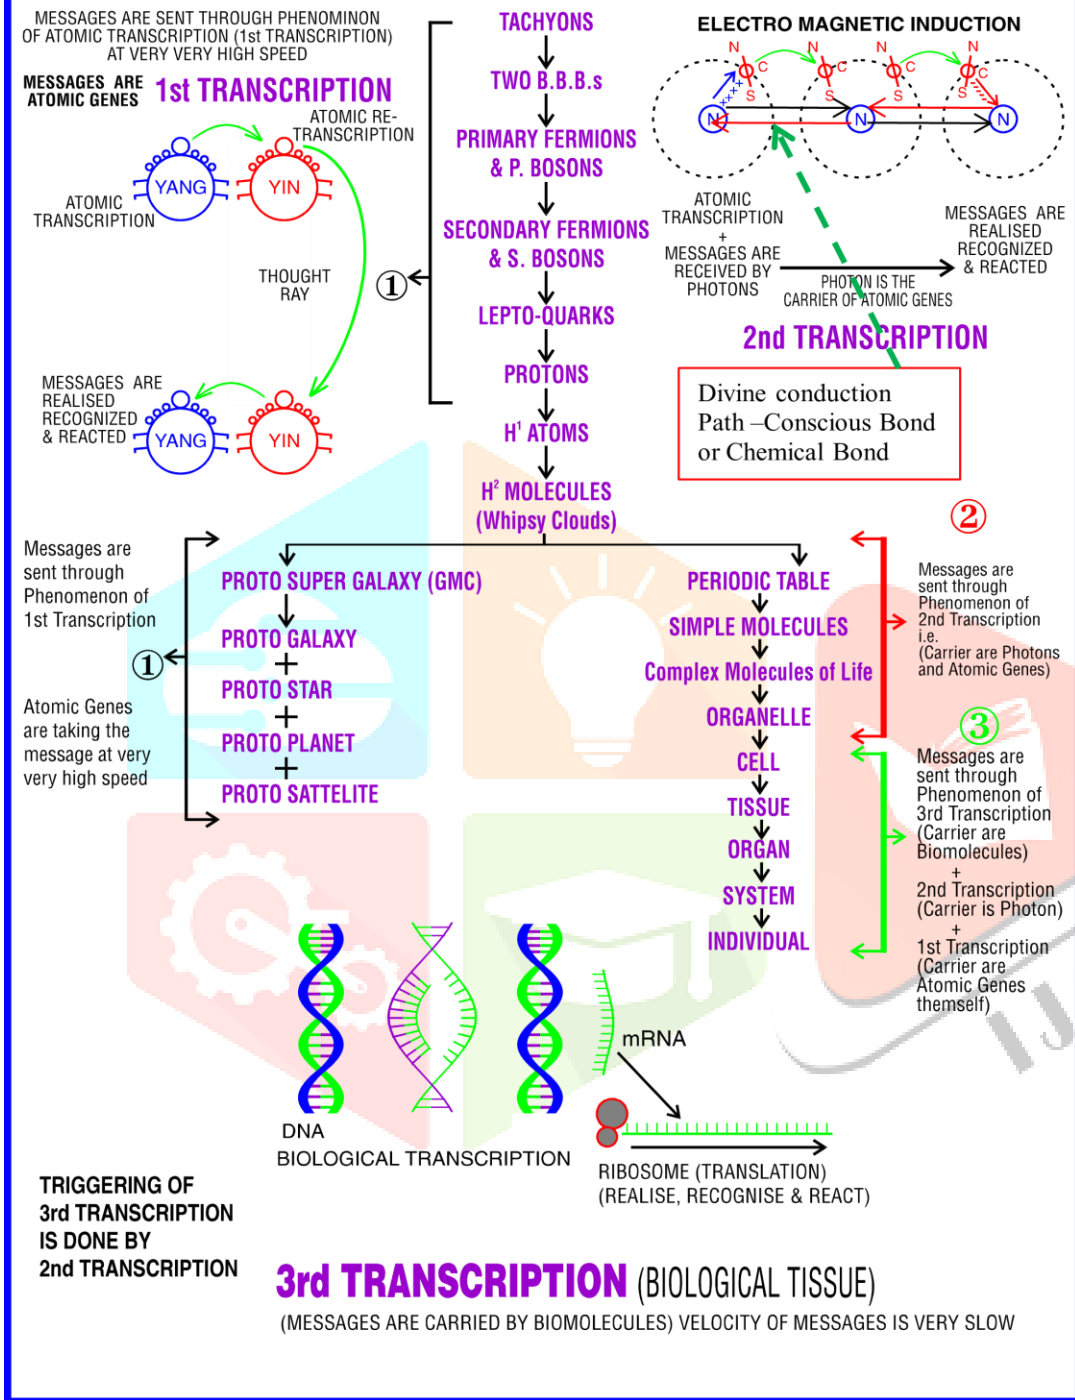 MESSAGES ARE SENT THROUGH PHENOMINON
OF ATOMIC TRANSCRIPTION (1st TRANSCRIPTION)
AT VERY VERY HIGH SPEED
MESSAGES ARE
ATOMIC GENES
1st TRANSCRIPTION
ATOMIC RE-
TRANSCRIPTION
YANG
YIN
ATOMIC
TRANSCRIPTION
THOUGHT
RAY
MESSAGES ARE
REALISED
RECOGNIZED
& REACTED
YANG
YIN
TACHYONS
TWO B.B.B.s
PRIMARY FERMIONS
& P. BOSONS
SECONDARY FERMIONS
& S. BOSONS
①
LEPTO-QUARKS
PROTONS
H¹ ATOMS
H² MOLECULES
(Whipsy Clouds)
ELECTRO MAGNETIC INDUCTION
N N N N
C C C C
S S S S
N N N
ATOMIC
TRANSCRIPTION
+
MESSAGES ARE
RECEIVED BY
PHOTONS
PHOTON IS THE
CARRIER OF ATOMIC GENES
MESSAGES ARE
REALISED
RECOGNIZED
& REACTED
2nd TRANSCRIPTION
Divine conduction
Path –Conscious Bond
or Chemical Bond
Messages are
sent through
Phenomenon of
1st Transcription
①
Atomic Genes
are taking the
message at very
very high speed
PROTO SUPER GALAXY (GMC)
PROTO GALAXY
+
PROTO STAR
+
PROTO PLANET
+
PROTO SATTELITE
PERIODIC TABLE
SIMPLE MOLECULES
Complex Molecules of Life
ORGANELLE
CELL
TISSUE
ORGAN
SYSTEM
INDIVIDUAL
②
Messages are
sent through
Phenomenon of
2nd Transcription
i.e.
(Carrier are Photons
and Atomic Genes)
③
Messages are
sent through
Phenomenon of
3rd Transcription
(Carrier are
Biomolecules)
+
2nd Transcription
(Carrier is Photon)
+
1st Transcription
(Carrier are
Atomic Genes
themself)
IJ
mRNA
DNA
BIOLOGICAL TRANSCRIPTION
RIBOSOME (TRANSLATION)
(REALISE, RECOGNISE & REACT)
TRIGGERING OF
3rd TRANSCRIPTION
IS DONE BY
2nd TRANSCRIPTION
3rd TRANSCRIPTION (BIOLOGICAL TISSUE)
(MESSAGES ARE CARRIED BY BIOMOLECULES) VELOCITY OF MESSAGES IS VERY SLOW